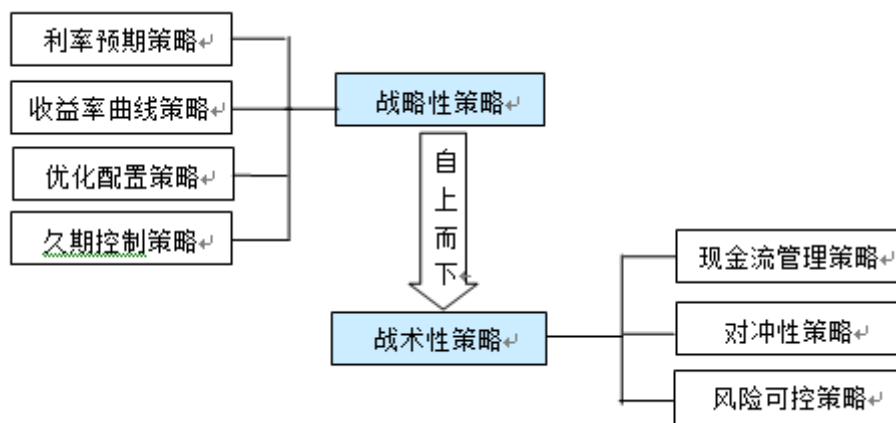 利率预期策略
收益率曲线策略
优化配置策略
久期控制策略
战略性策略
自
上
而
下
战术性策略
现金流管理策略
对冲性策略
风险可控策略